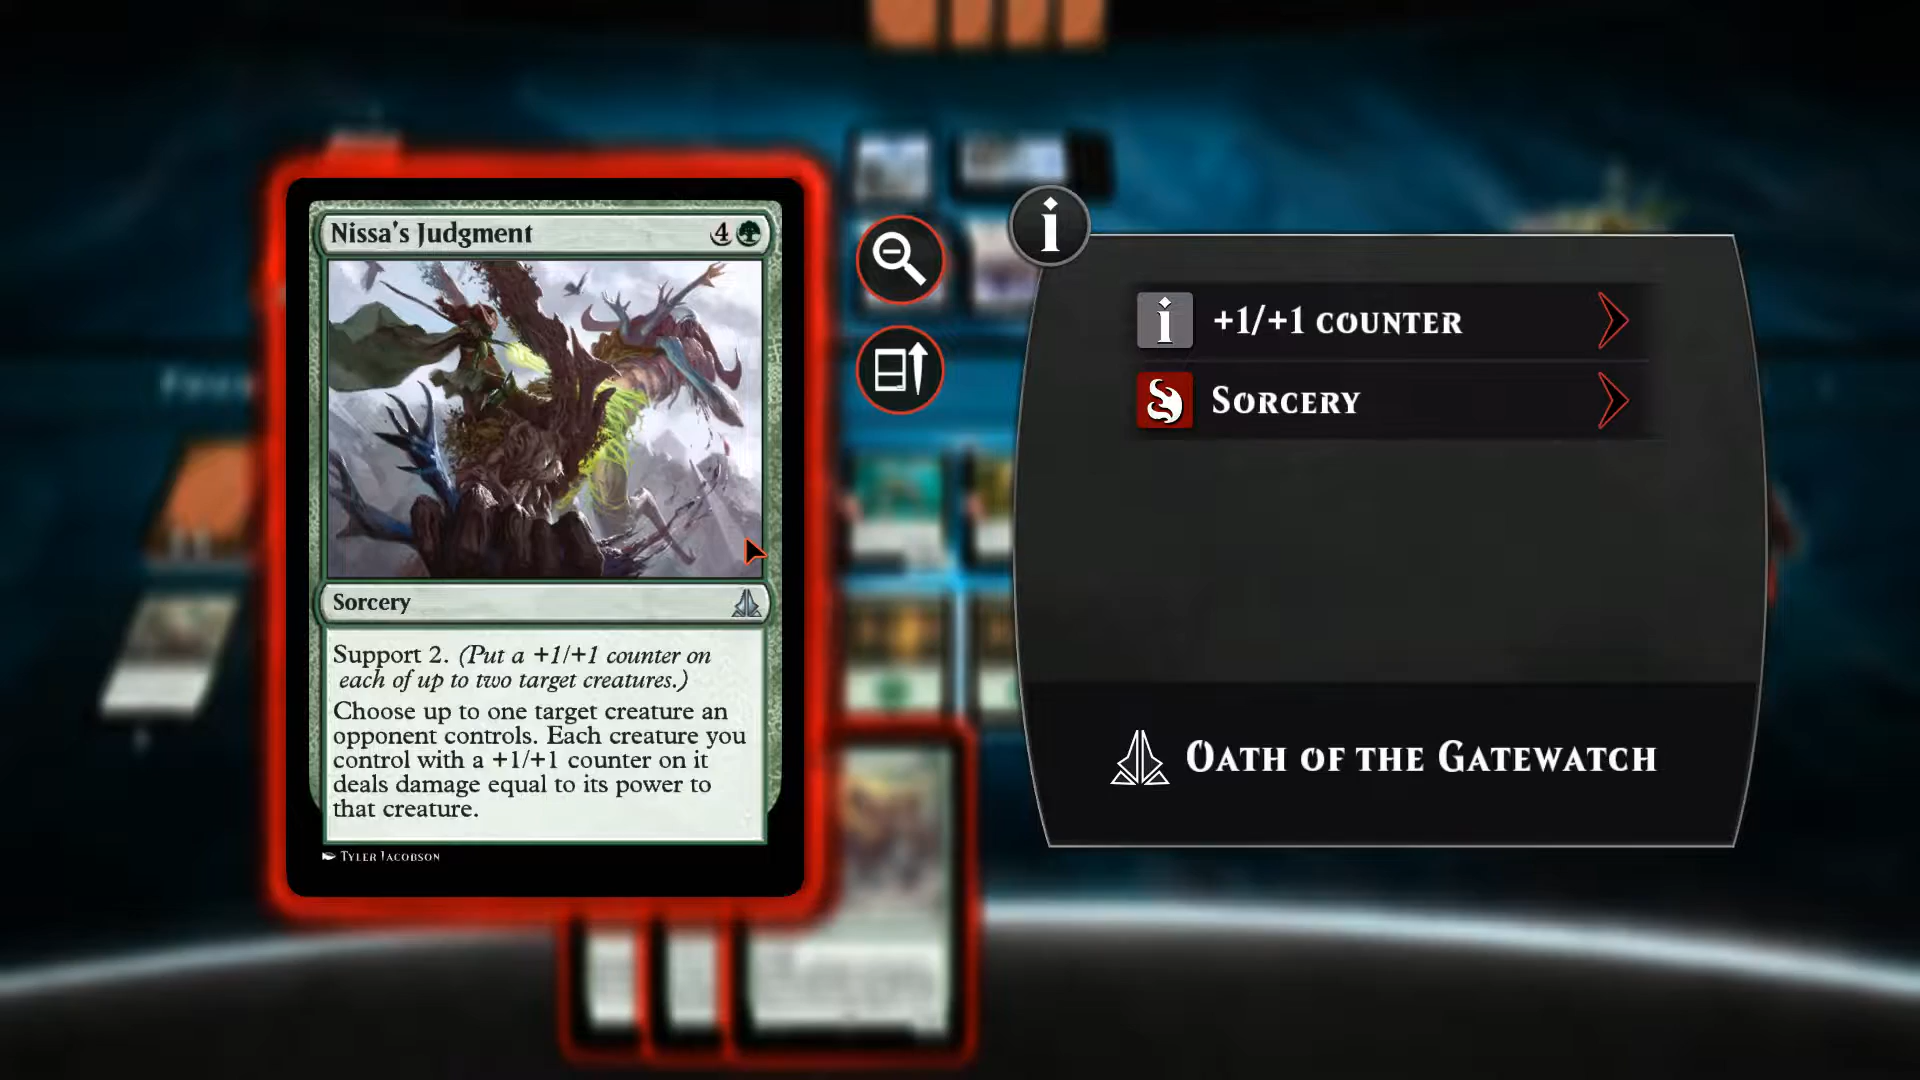 Nissa's Judgment 4
Sorcery
Support 2. (Put a +1/+1 counter on
each of up to two target creatures.)
Choose up to one target creature an
opponent controls. Each creature you
control with a +1/+1 counter on it
deals damage equal to its power to
that creature.
Tyler Jacobson
i
i +1/+1 counter
Sorcery
Oath of the Gatewatch